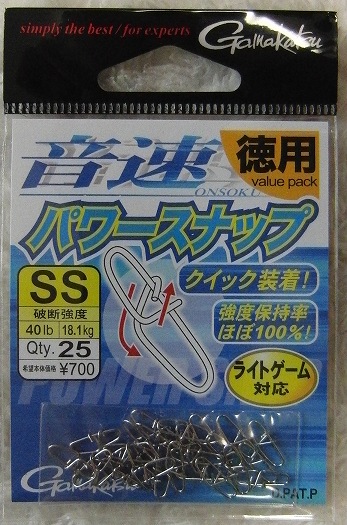 simply the best / for experts
Gamakatsu
音速
徳用
value pack
ONSOKU
パワースナップ
SS
破断強度
40lb 18.1kg
Qty. 25
希望本体価格 ¥700
クイック装着!
強度保持率
ほぼ100%!
ライトゲーム
対応
Gamakatsu
U.PAT.P